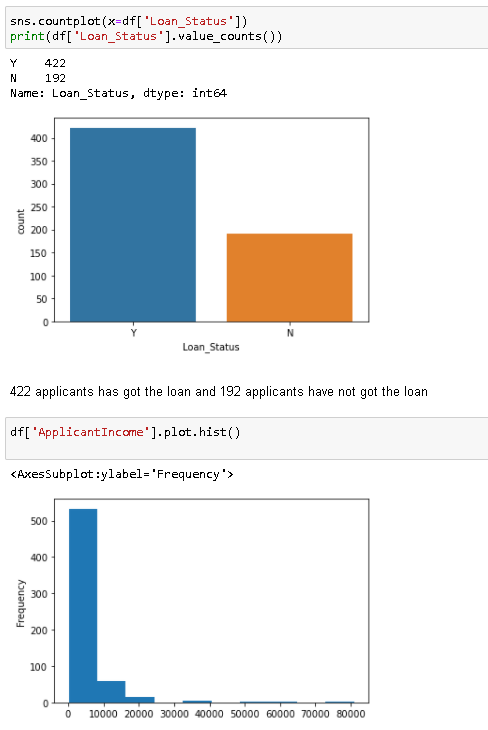 sns.countplot(x=df['Loan_Status'])
print(df['Loan_Status'].value_counts())
Y    422
N    192
Name: Loan_Status, dtype: int64
400
350
300
250
200
150
100
50
0
count
Y N
Loan_Status
422 applicants has got the loan and 192 applicants have not got the loan
df['ApplicantIncome'].plot.hist()
<AxesSubplot:ylabel='Frequency'>
500
400
300
200
100
0
Frequency
0 10000 20000 30000 40000 50000 60000 70000 80000